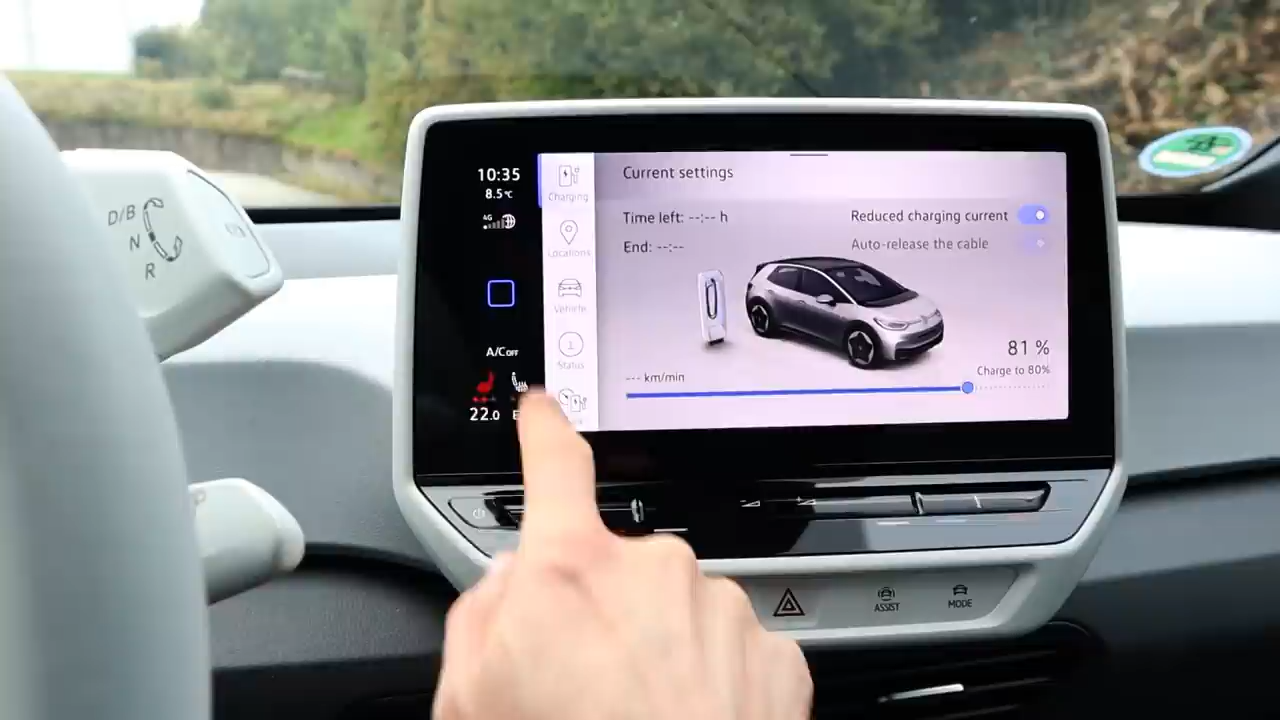 D/B
N
R
10:35
8.5°C
4G
A/C OFF
22.0
Charging
Locations
Vehicle
Status
Current settings
Time left: --:-- h
End: --:--
Reduced charging current
Auto-release the cable
81 %
Charge to 80%
--- km/min
ASSIST
MODE